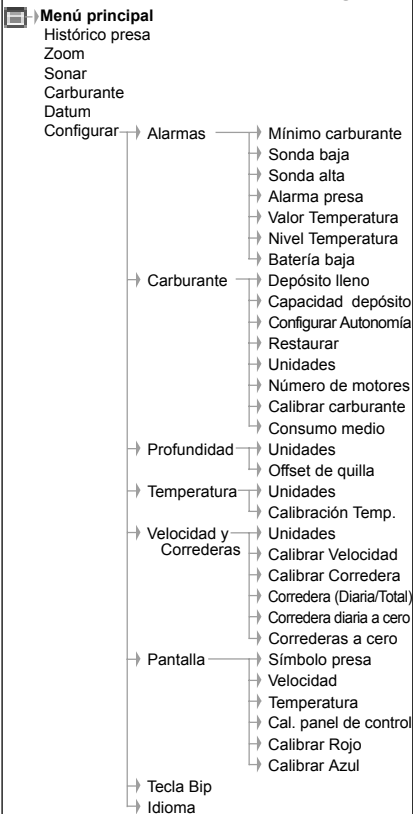 Menú principal
Histórico presa
Zoom
Sonar
Carburante
Datum
Configurar
Alarmas
Mínimo carburante
Sonda baja
Sonda alta
Alarma presa
Valor Temperatura
Nivel Temperatura
Batería baja
Carburante
Depósito lleno
Capacidad depósito
Configurar Autonomía
Restaurar
Unidades
Número de motores
Calibrar carburante
Consumo medio
Profundidad
Unidades
Offset de quilla
Temperatura
Unidades
Calibración Temp.
Velocidad y
Correderas
Unidades
Calibrar Velocidad
Calibrar Corredera
Corredera (Diaria/Total)
Corredera diaria a cero
Correderas a cero
Pantalla
Símbolo presa
Velocidad
Temperatura
Cal. panel de control
Calibrar Rojo
Calibrar Azul
Tecla Bip
Idioma